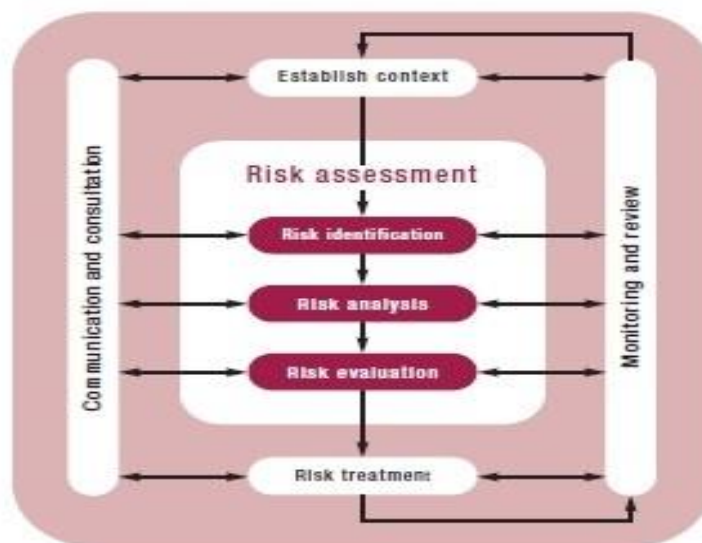 Establish context
Risk assessment
Risk identification
Risk analysis
Risk evaluation
Risk treatment
Communication and consultation
Monitoring and review